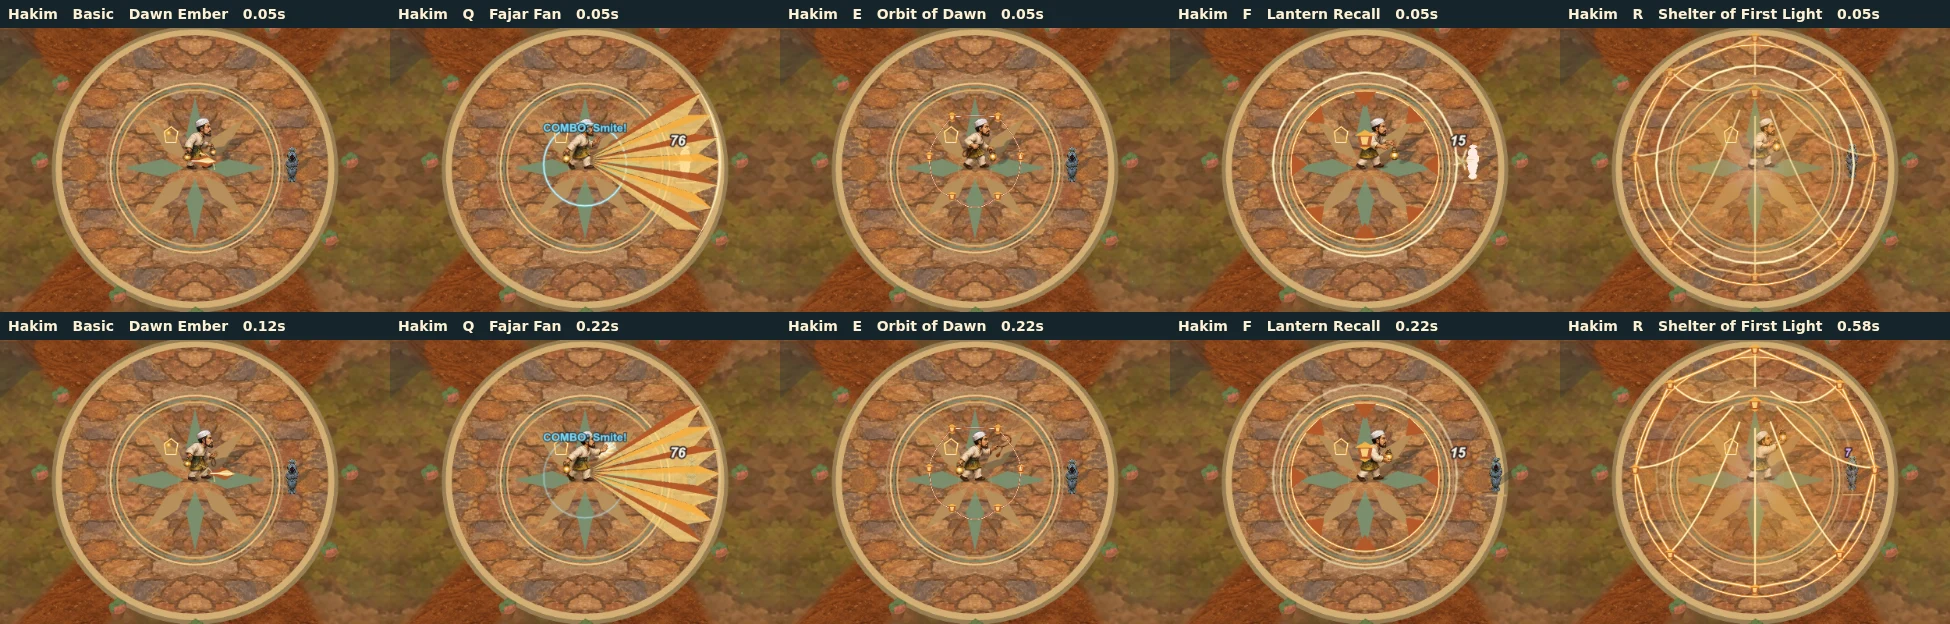 Hakim Basic Dawn Ember 0.05s
Hakim Q Fajar Fan 0.05s
Hakim E Orbit of Dawn 0.05s
Hakim F Lantern Recall 0.05s
Hakim R Shelter of First Light 0.05s
COMBO: Smite!
76
15
Hakim Basic Dawn Ember 0.12s
Hakim Q Fajar Fan 0.22s
Hakim E Orbit of Dawn 0.22s
Hakim F Lantern Recall 0.22s
Hakim R Shelter of First Light 0.58s
COMBO: Smite!
76
15
7